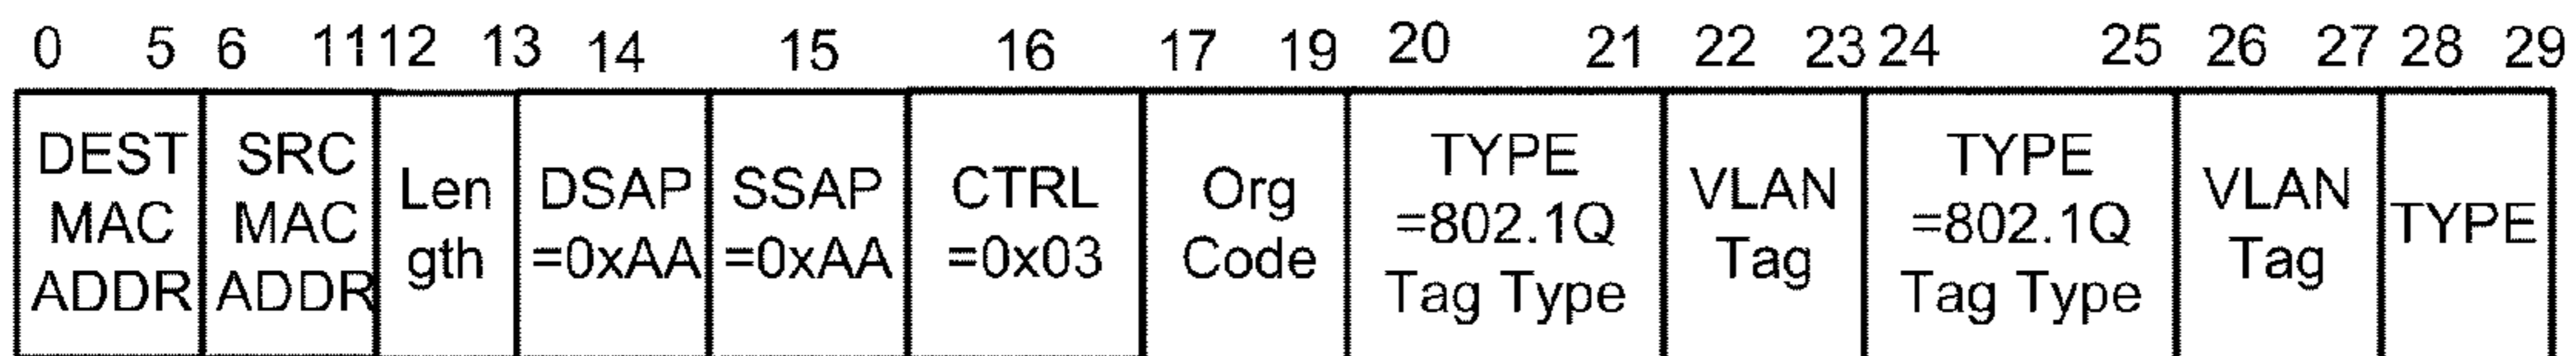 0 5 6 11 12 13 14 15 16 17 19 20 21 22 23 24 25 26 27 28 29
DEST
MAC
ADDR
SRC
MAC
ADDR
Len
gth
DSAP
=0xAA
SSAP
=0xAA
CTRL
=0x03
Org
Code
TYPE
=802.1Q
Tag Type
VLAN
Tag
TYPE
=802.1Q
Tag Type
VLAN
Tag
TYPE